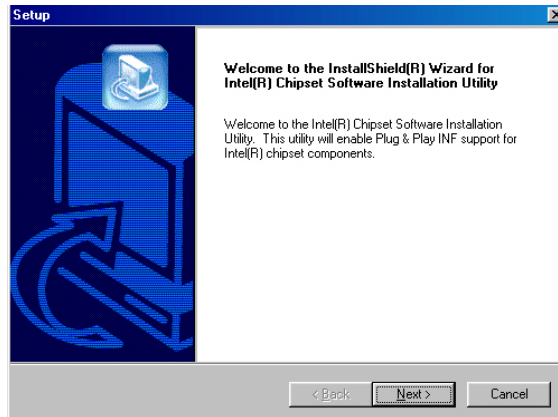 Setup
Welcome to the InstallShield(R) Wizard for
Intel(R) Chipset Software Installation Utility
Welcome to the Intel(R) Chipset Software Installation
Utility. This utility will enable Plug & Play INF support for
Intel(R) chipset components.
< Back Next > Cancel